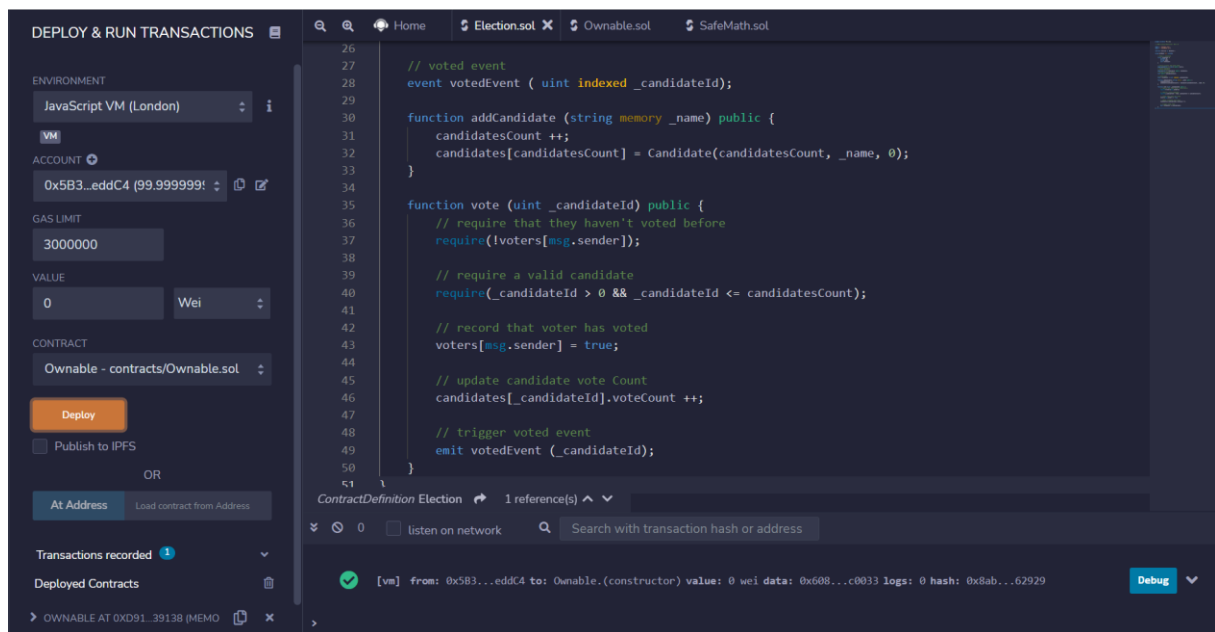 DEPLOY & RUN TRANSACTIONS
ENVIRONMENT
JavaScript VM (London)
VM
ACCOUNT
0x5B3...eddC4 (99.9999999
GAS LIMIT
3000000
VALUE
0 Wei
CONTRACT
Ownable - contracts/Ownable.sol
Deploy
Publish to IPFS
OR
At Address Load contract from Address
Transactions recorded 1
Deployed Contracts
OWNABLE AT 0XD91...39138 (MEMO
Home Election.sol Ownable.sol SafeMath.sol
26
27 // voted event
28 event votedEvent ( uint indexed _candidateId);
29
30 function addCandidate (string memory _name) public {
31 candidatesCount ++;
32 candidates[candidatesCount] = Candidate(candidatesCount, _name, 0);
33 }
34
35 function vote (uint _candidateId) public {
36 // require that they haven't voted before
37 require(!voters[msg.sender]);
38
39 // require a valid candidate
40 require(_candidateId > 0 && _candidateId <= candidatesCount);
41
42 // record that voter has voted
43 voters[msg.sender] = true;
44
45 // update candidate vote Count
46 candidates[_candidateId].voteCount ++;
47
48 // trigger voted event
49 emit votedEvent (_candidateId);
50 }
51 }
ContractDefinition Election 1 reference(s)
0 listen on network Search with transaction hash or address
[vm] from: 0x5B3...eddC4 to: Ownable.(constructor) value: 0 wei data: 0x608...c0033 logs: 0 hash: 0x8ab...62929 Debug
>